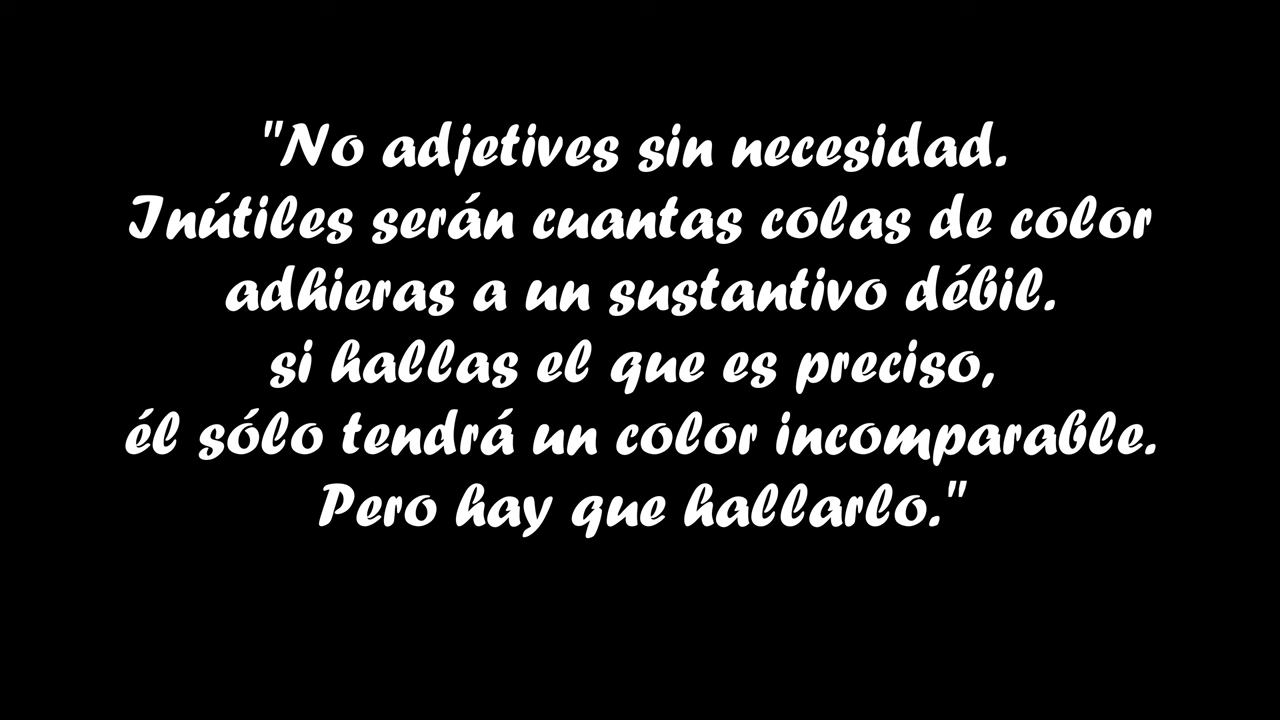 "No adjetives sin necesidad.
Inútiles serán cuantas colas de color
adhieras a un sustantivo débil.
si hallas el que es preciso,
él sólo tendrá un color incomparable.
Pero hay que hallarlo."